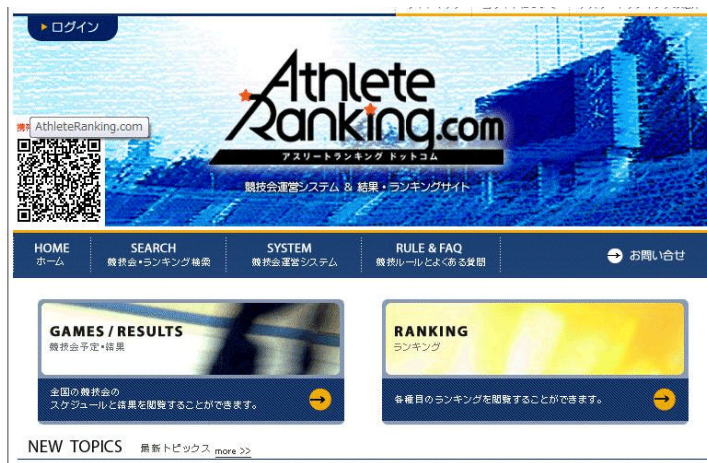 ログイン
Athlete
Ranking.com
アスリートランキング ドットコム
競技会運営システム & 結果・ランキングサイト
AthleteRanking.com
HOME
ホーム
SEARCH
競技会・ランキング検索
SYSTEM
競技会運営システム
RULE & FAQ
競技ルールとよくある質問
お問い合せ
GAMES / RESULTS
競技会予定・結果
全国の競技会の
スケジュールと結果を閲覧することができます。
RANKING
ランキング
各種目のランキングを閲覧することができます。
NEW TOPICS 最新トピックス more >>